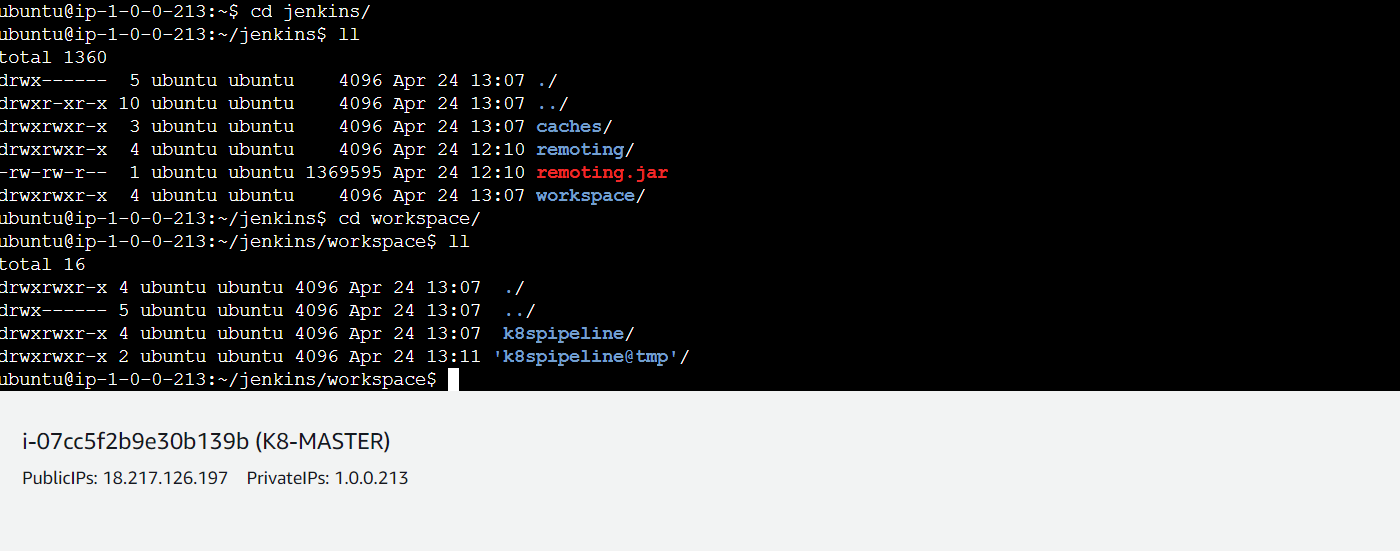 ubuntu@ip-1-0-0-213:~$ cd jenkins/
ubuntu@ip-1-0-0-213:~/jenkins$ ll
total 1360
drwx------  5 ubuntu ubuntu    4096 Apr 24 13:07 ./
drwxr-xr-x 10 ubuntu ubuntu    4096 Apr 24 13:07 ../
drwxrwxr-x  3 ubuntu ubuntu    4096 Apr 24 13:07 caches/
drwxrwxr-x  4 ubuntu ubuntu    4096 Apr 24 12:10 remoting/
-rw-rw-r--  1 ubuntu ubuntu 1369595 Apr 24 12:10 remoting.jar
drwxrwxr-x  4 ubuntu ubuntu    4096 Apr 24 13:07 workspace/
ubuntu@ip-1-0-0-213:~/jenkins$ cd workspace/
ubuntu@ip-1-0-0-213:~/jenkins/workspace$ ll
total 16
drwxrwxr-x 4 ubuntu ubuntu 4096 Apr 24 13:07  ./
drwx------ 5 ubuntu ubuntu 4096 Apr 24 13:07  ../
drwxrwxr-x 4 ubuntu ubuntu 4096 Apr 24 13:07  k8spipeline/
drwxrwxr-x 2 ubuntu ubuntu 4096 Apr 24 13:11 'k8spipeline@tmp'/
ubuntu@ip-1-0-0-213:~/jenkins/workspace$
i-07cc5f2b9e30b139b (K8-MASTER)
PublicIPs: 18.217.126.197 PrivateIPs: 1.0.0.213